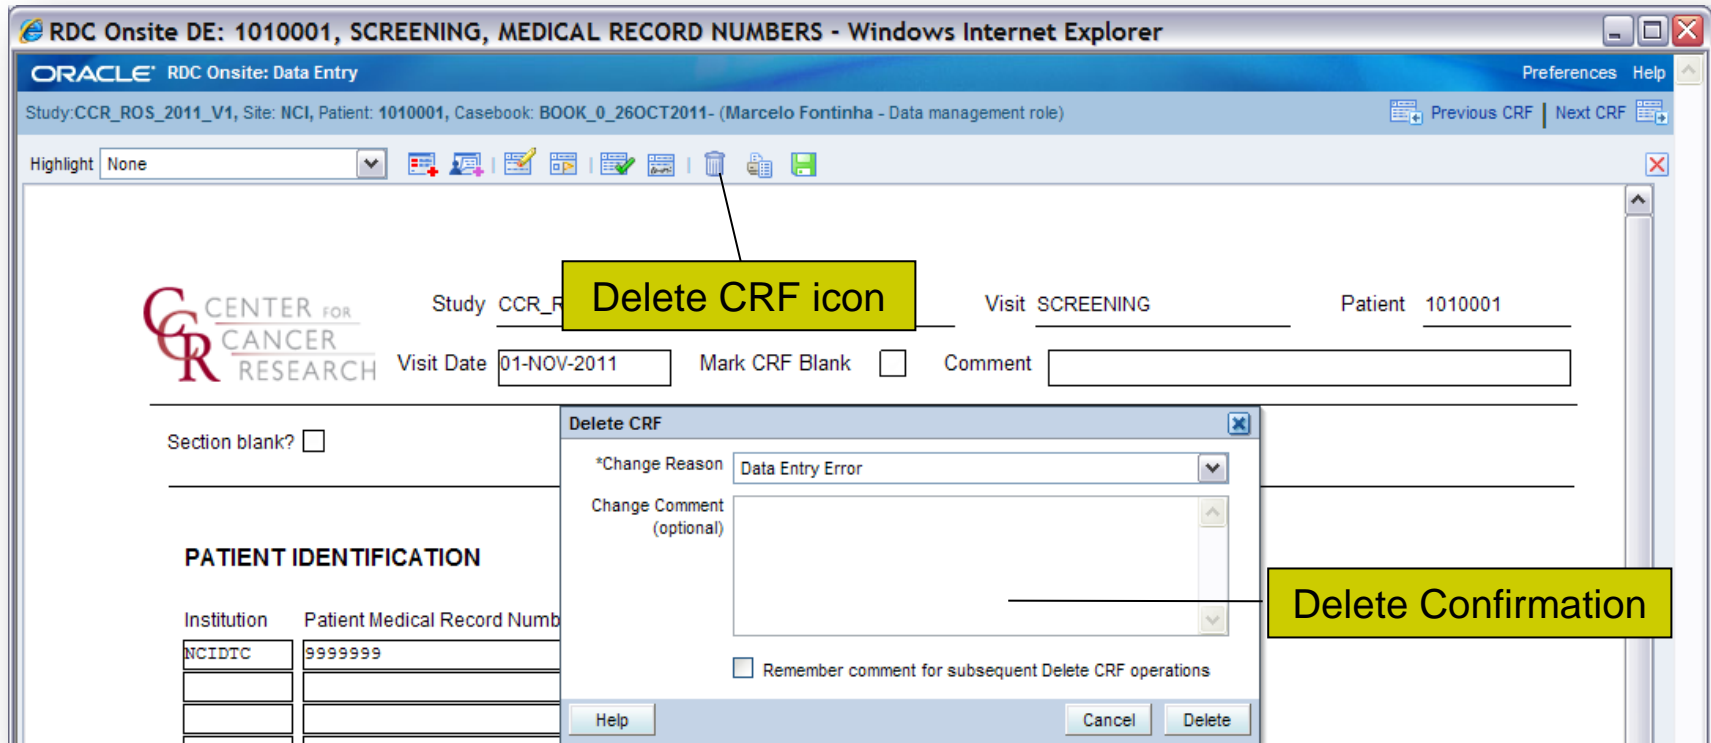 RDC Onsite DE: 1010001, SCREENING, MEDICAL RECORD NUMBERS - Windows Internet Explorer
ORACLE RDC Onsite: Data Entry Preferences Help
Study:CCR_ROS_2011_V1, Site: NCI, Patient: 1010001, Casebook: BOOK_0_26OCT2011- (Marcelo Fontinha - Data management role) Previous CRF | Next CRF
Highlight None
Delete CRF icon
CENTER FOR
CANCER
RESEARCH
CCR
Study CCR_R Visit SCREENING Patient 1010001
Visit Date 01-NOV-2011 Mark CRF Blank Comment
Section blank?
Delete CRF
*Change Reason Data Entry Error
Change Comment
(optional)
Delete Confirmation
Remember comment for subsequent Delete CRF operations
Help Cancel Delete
PATIENT IDENTIFICATION
Institution Patient Medical Record Numb
NCIDTC 9999999